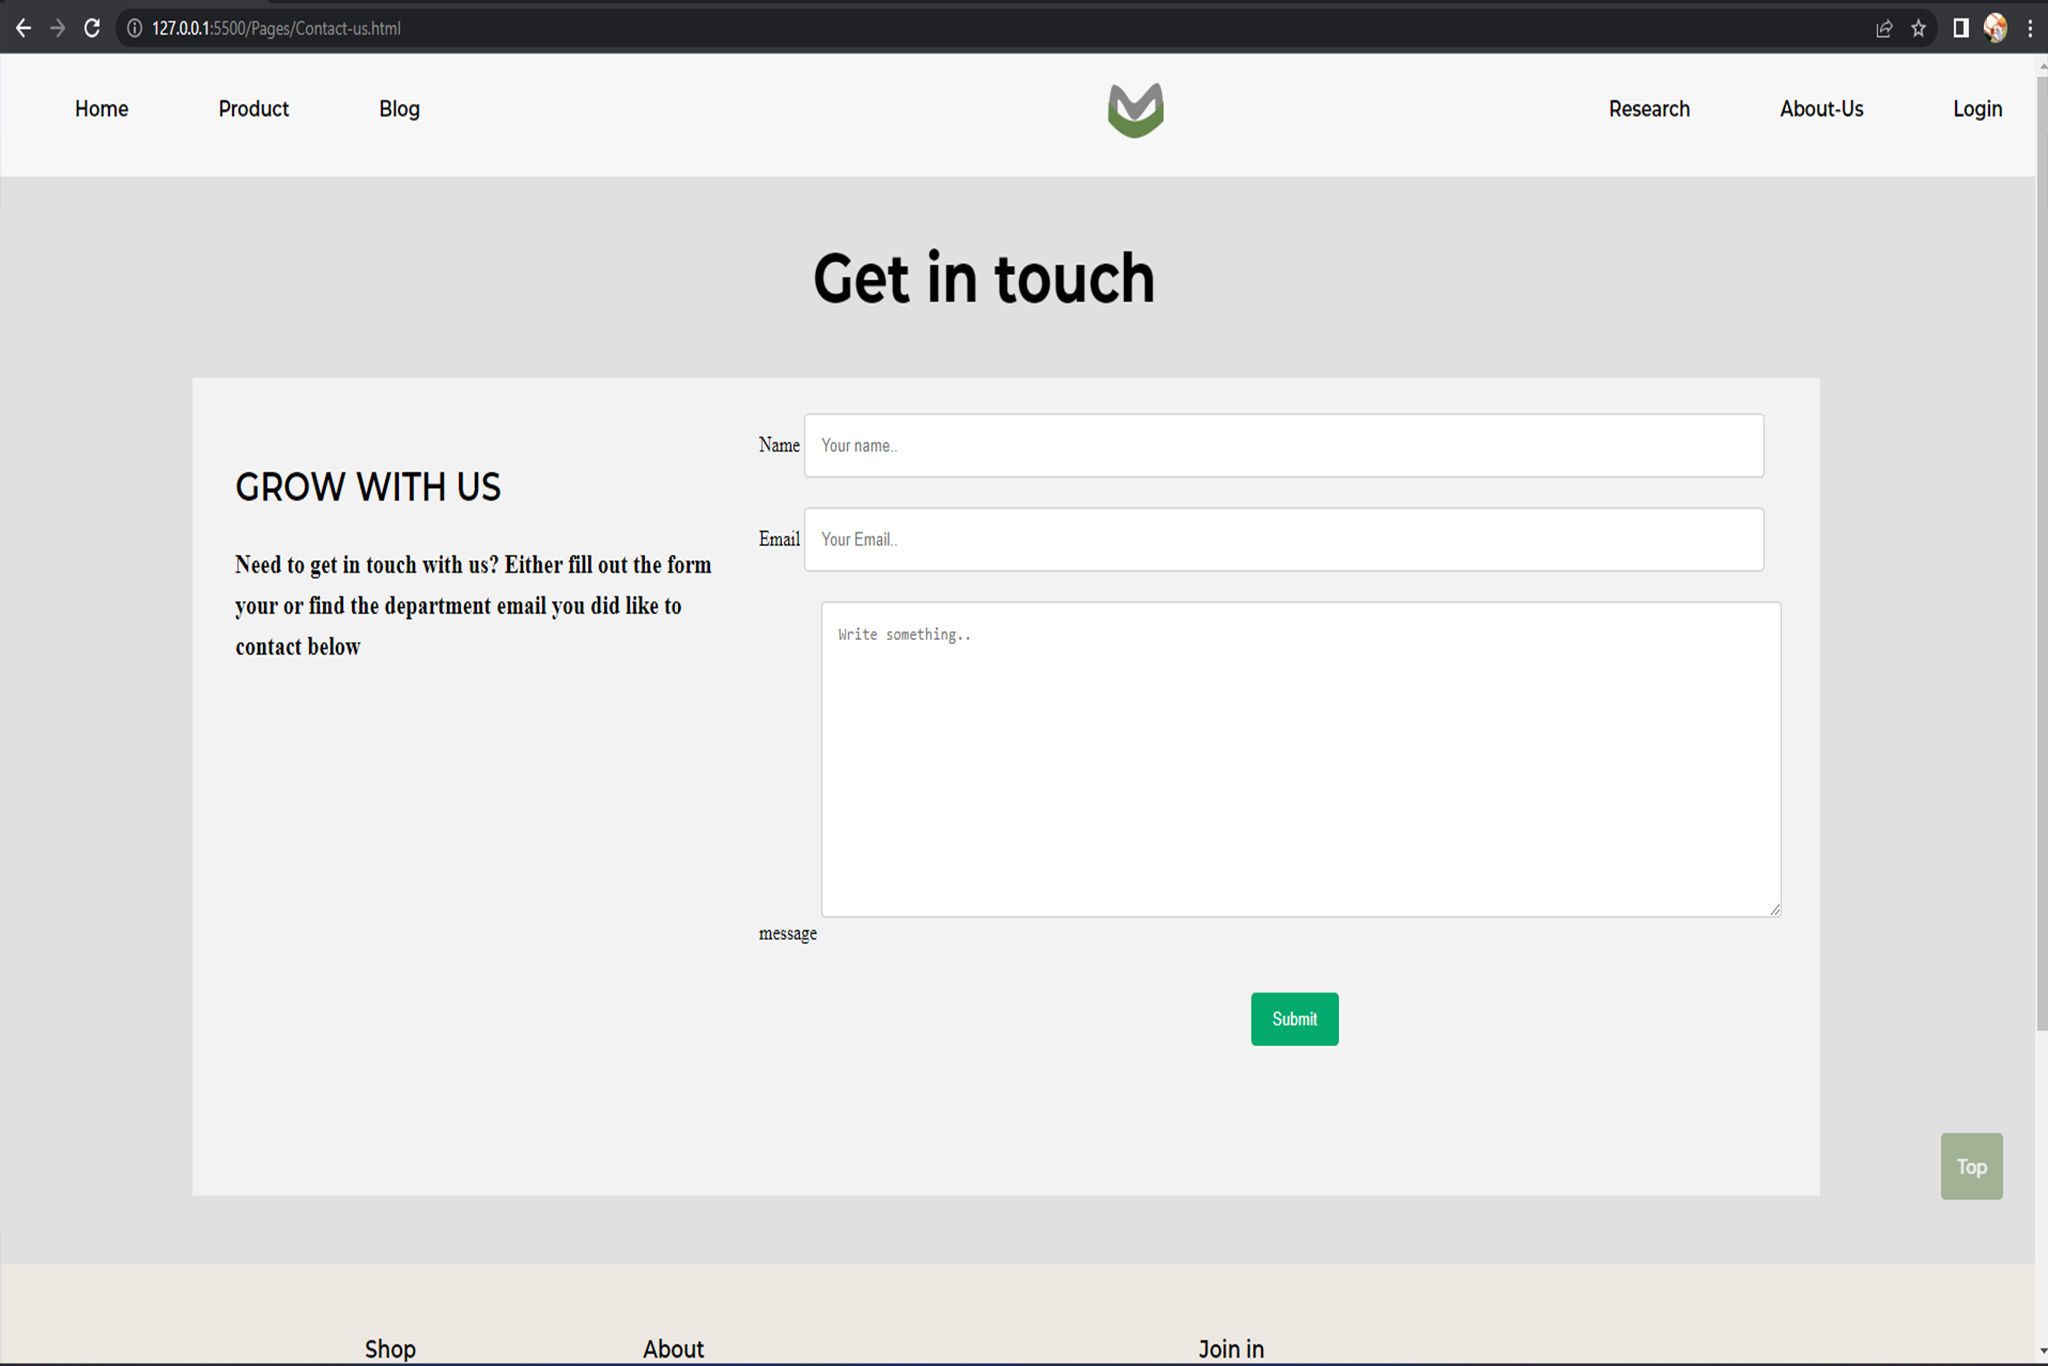 127.0.0.1:5500/Pages/Contact-us.html
Home Product Blog Research About-Us Login
Get in touch
GROW WITH US
Need to get in touch with us? Either fill out the form
your or find the department email you did like to
contact below
Name Your name..
Email Your Email..
Write something..
message
Submit
Top
Shop About Join in